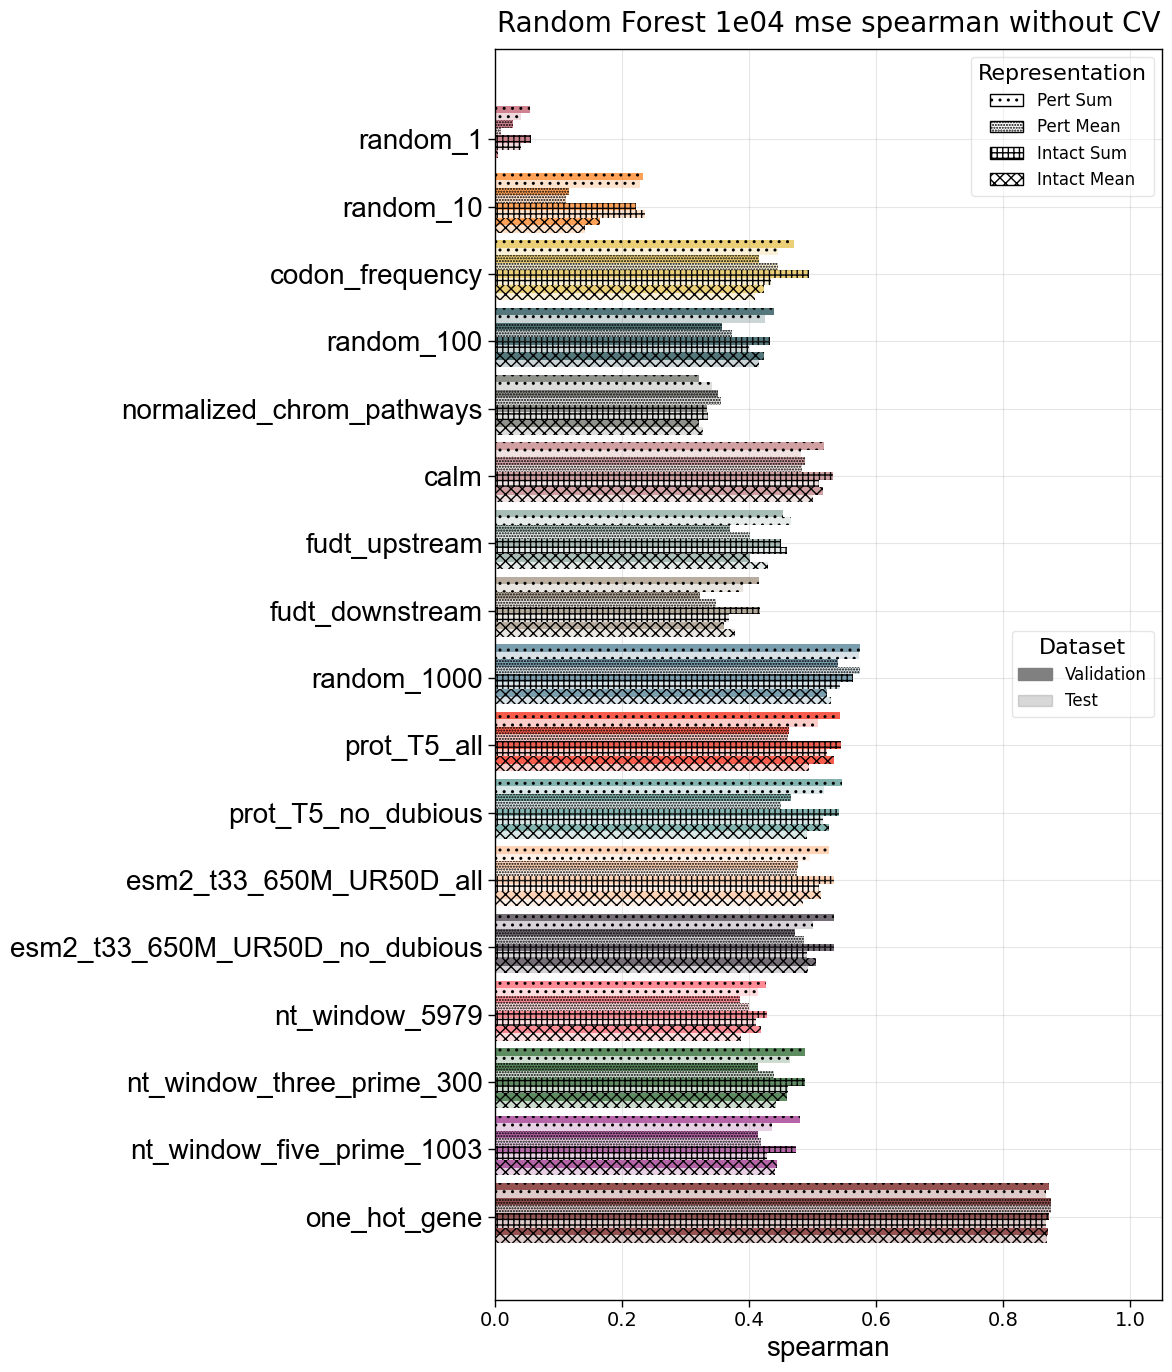 Random Forest 1e04 mse spearman without CV
Representation
Pert Sum
Pert Mean
Intact Sum
Intact Mean
random_1
random_10
codon_frequency
random_100
normalized_chrom_pathways
calm
fudt_upstream
fudt_downstream
Dataset
Validation
Test
random_1000
prot_T5_all
prot_T5_no_dubious
esm2_t33_650M_UR50D_all
esm2_t33_650M_UR50D_no_dubious
nt_window_5979
nt_window_three_prime_300
nt_window_five_prime_1003
one_hot_gene
0.0 0.2 0.4 0.6 0.8 1.0
spearman